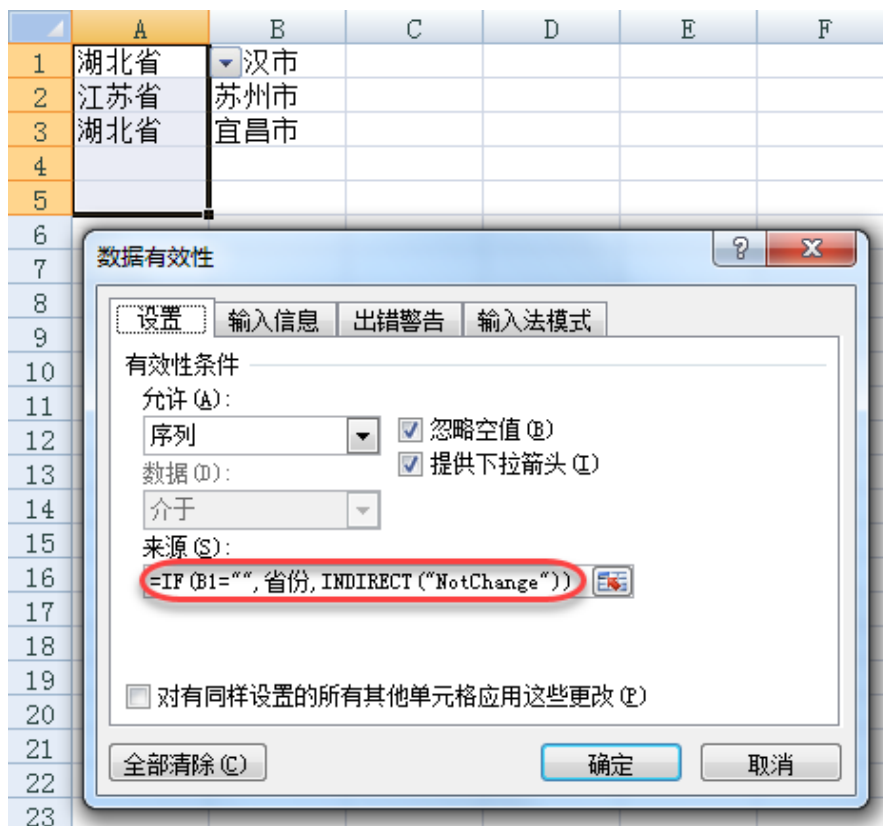 A B C D E F
1 湖北省 汉市
2 江苏省 苏州市
3 湖北省 宜昌市
4
5
6
数据有效性
7
8
设置 输入信息 出错警告 输入法模式
9
有效性条件
10
允许(A):
11
序列 忽略空值(B)
12
数据(D): 提供下拉箭头(I)
13
介于
14
来源(S):
15
=IF(B1="",省份,INDIRECT("NotChange"))
16
17
18
19
对有同样设置的所有其他单元格应用这些更改(P)
20
21
全部清除(C) 确定 取消
22
23